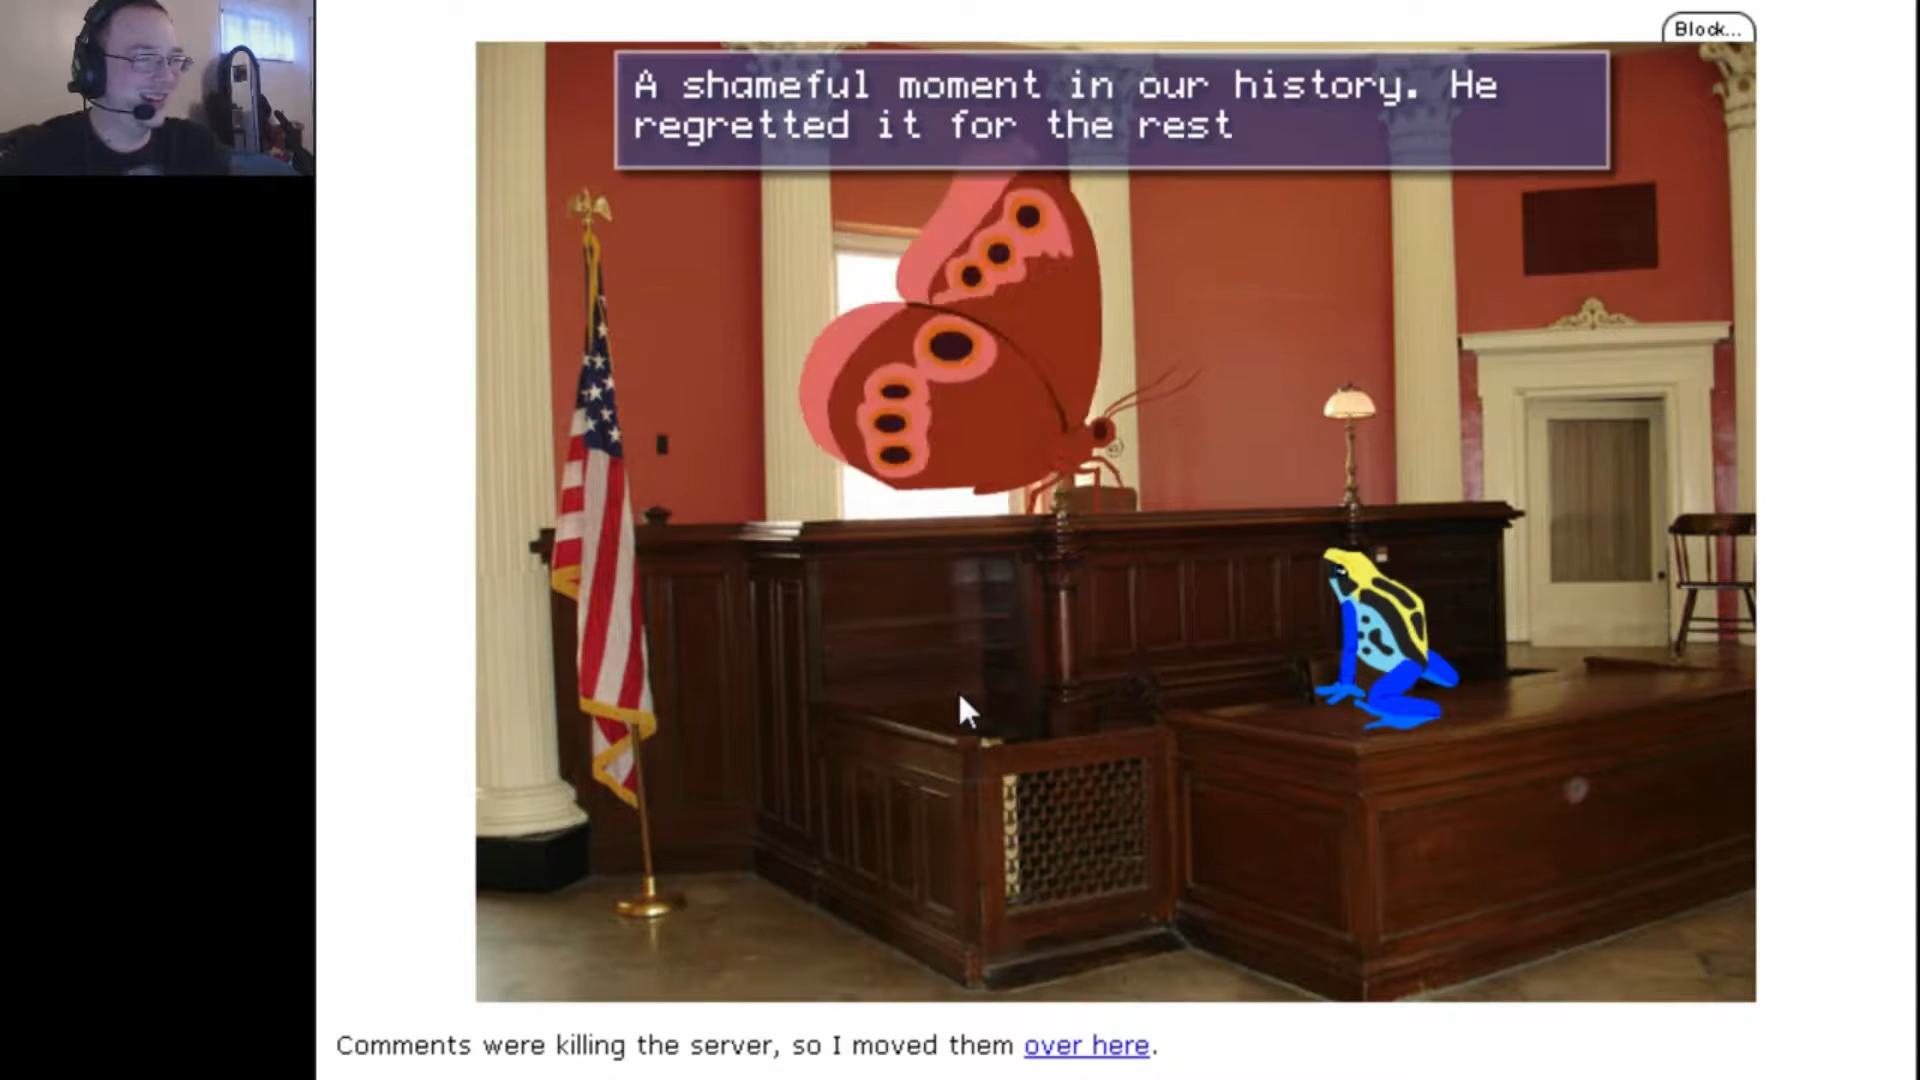 Block...
A shameful moment in our history. He
regretted it for the rest
Comments were killing the server, so I moved them over here.